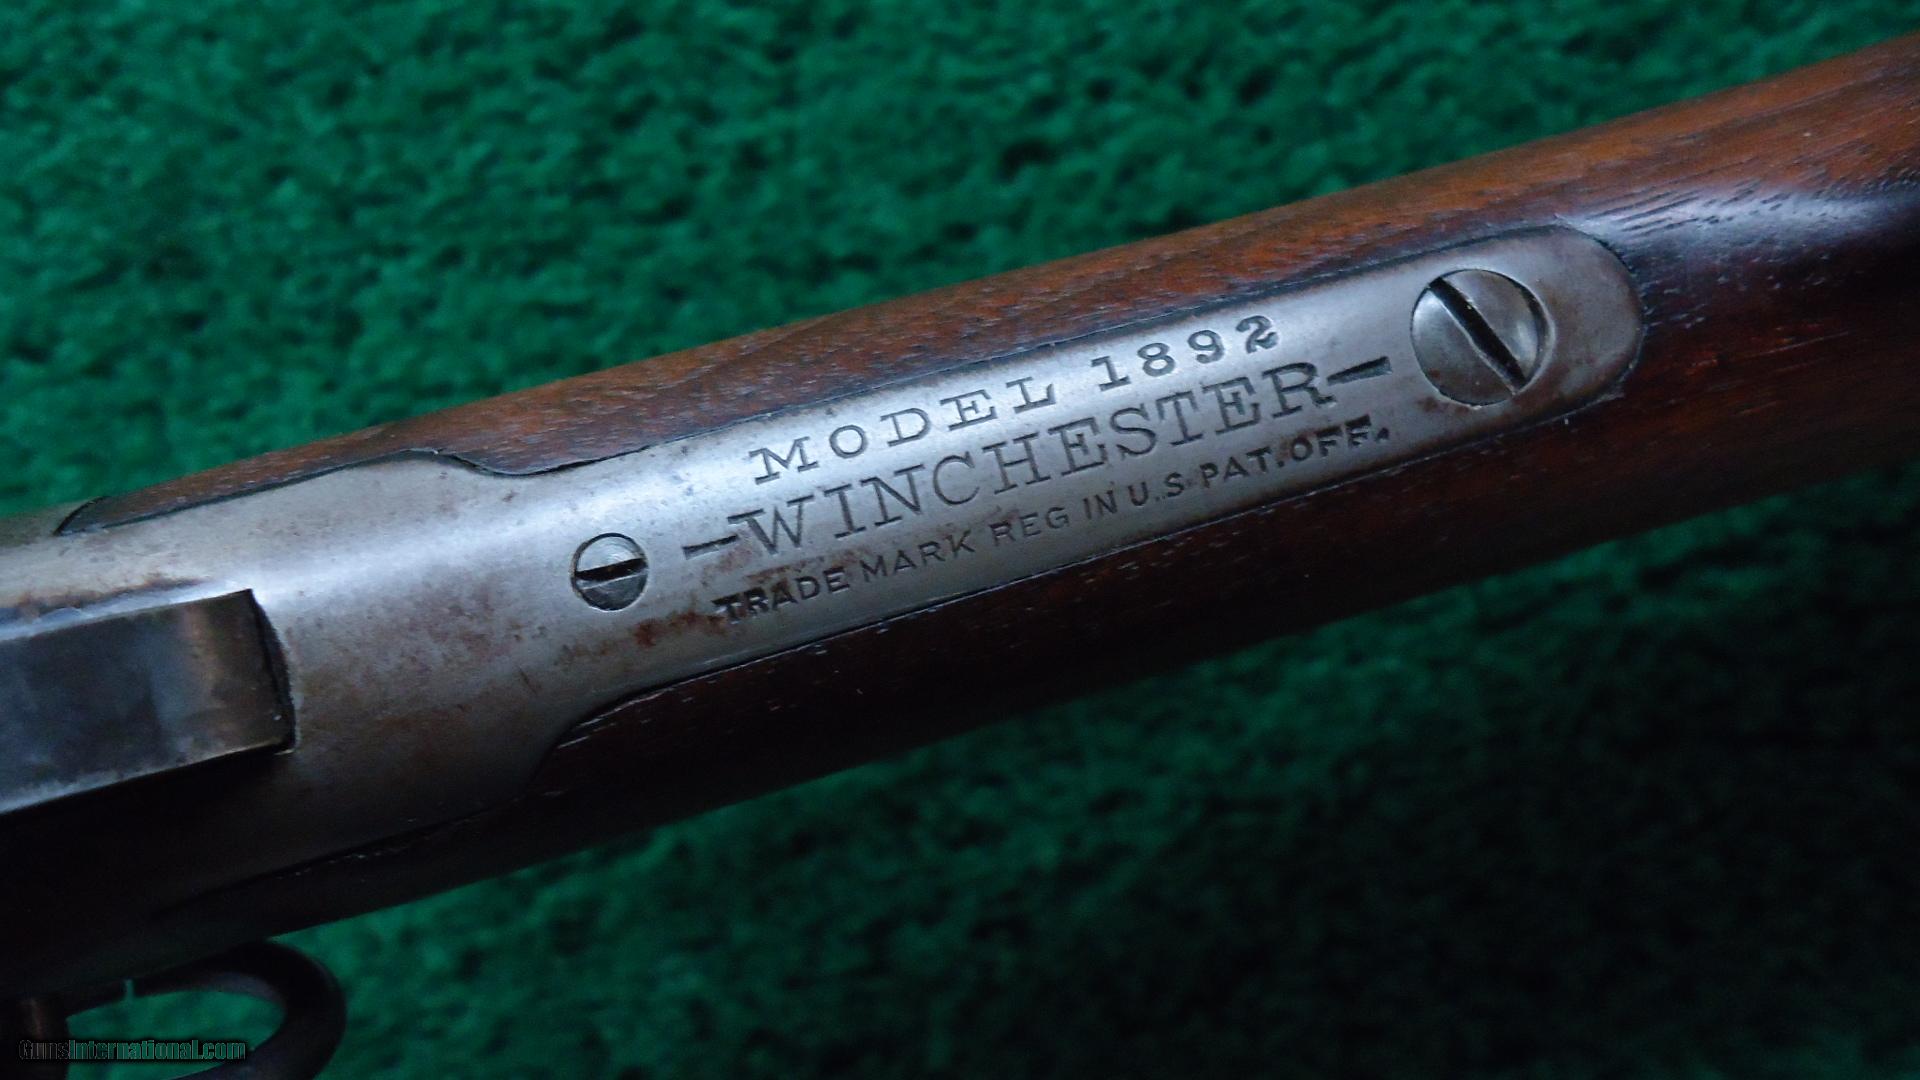 MODEL 1892
-WINCHESTER-
TRADE MARK REG IN U.S PAT. OFF.
GunsInternational.com